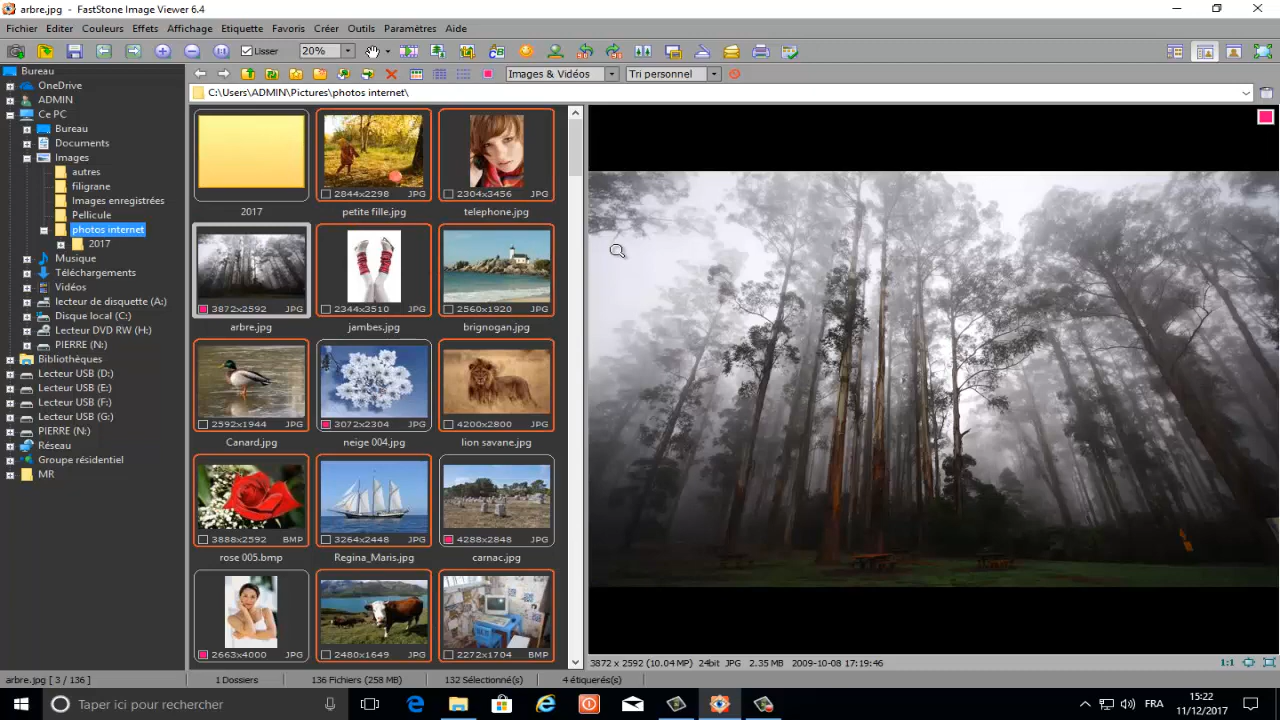 arbre.jpg - FastStone Image Viewer 6.4
Fichier Editer Couleurs Effets Affichage Etiquette Favoris Créer Outils Paramètres Aide
Lisser 20%
Images & Vidéos Tri personnel
C:\Users\ADMIN\Pictures\photos internet\
Bureau
OneDrive
ADMIN
Ce PC
Bureau
Documents
Images
autres
filigrane
Images enregistrées
Pellicule
photos internet
2017
Musique
Téléchargements
Vidéos
lecteur de disquette (A:)
Disque local (C:)
Lecteur DVD RW (H:)
PIERRE (N:)
Bibliothèques
Lecteur USB (D:)
Lecteur USB (E:)
Lecteur USB (F:)
Lecteur USB (G:)
PIERRE (N:)
Réseau
Groupe résidentiel
MR
2844x2298 JPG 2304x3456 JPG
2017 petite fille.jpg telephone.jpg
3872x2592 JPG 2344x3510 JPG 2560x1920 JPG
arbre.jpg jambes.jpg brignogan.jpg
2592x1944 JPG 3072x2304 JPG 4200x2800 JPG
Canard.jpg neige 004.jpg lion savane.jpg
3888x2592 BMP 3264x2448 JPG 4288x2848 JPG
rose 005.bmp Regina_Maris.jpg carnac.jpg
2663x4000 JPG 2480x1649 JPG 2272x1704 BMP
3872 x 2592 (10.04 MP) 24bit JPG 2.35 MB 2009-10-08 17:19:46 1:1
arbre.jpg [ 3 / 136 ] 1 Dossiers 136 Fichiers (258 MB) 132 Sélectionné(s) 4 étiquerés(s)
Taper ici pour rechercher
FRA
15:22
11/12/2017